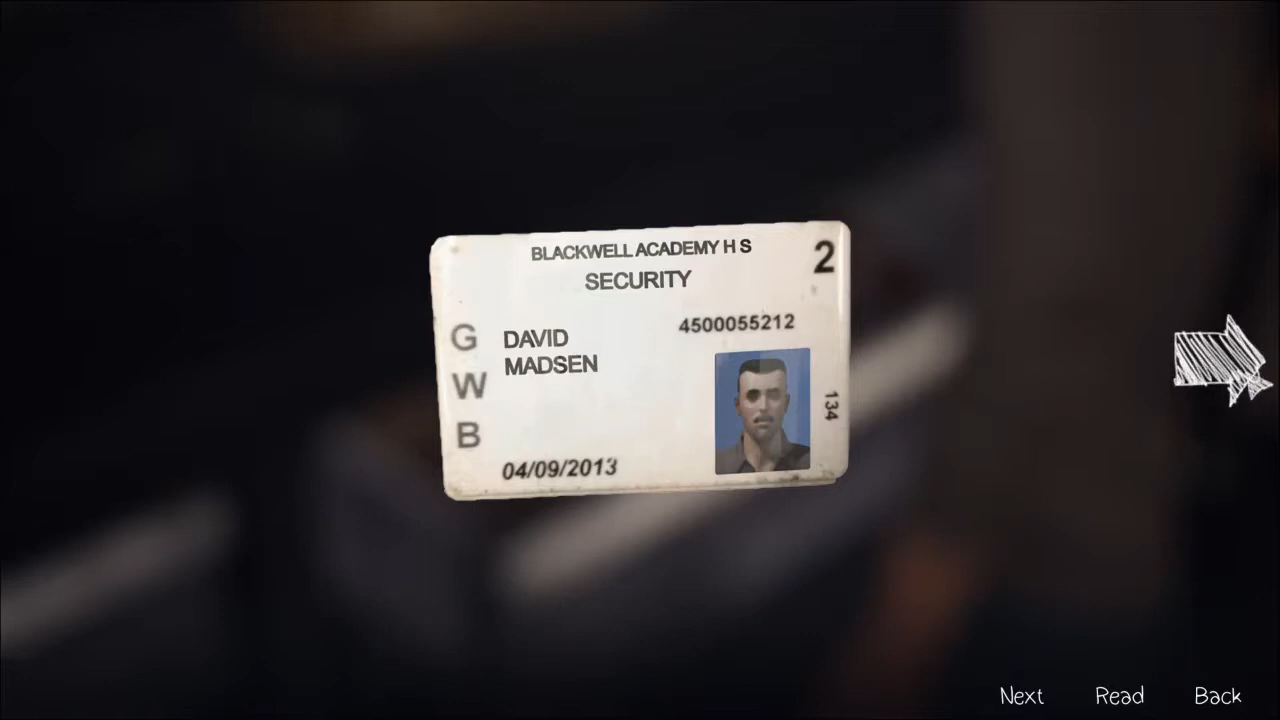 BLACKWELL ACADEMY H S
2
SECURITY
4500055212
G
DAVID
W
MADSEN
B
134
04/09/2013
Next
Read
Back